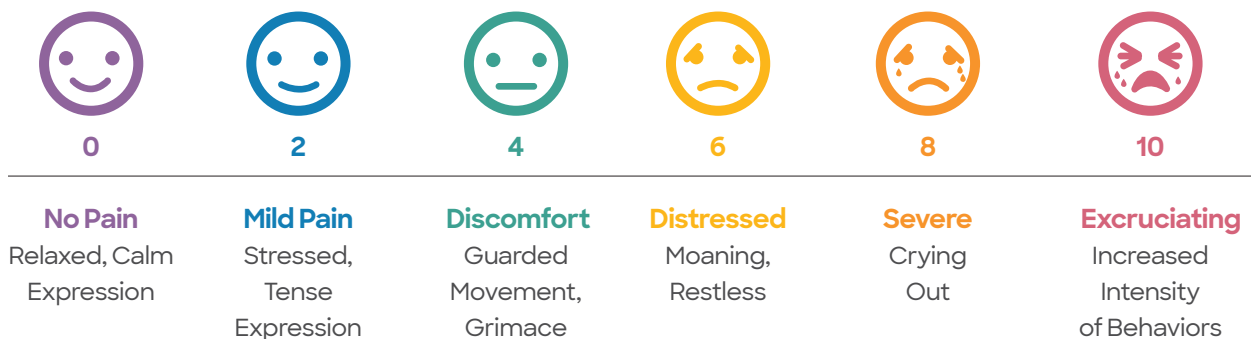 0
2
4
6
8
10
No Pain
Relaxed, Calm
Expression
Mild Pain
Stressed,
Tense
Expression
Discomfort
Guarded
Movement,
Grimace
Distressed
Moaning,
Restless
Severe
Crying
Out
Excruciating
Increased
Intensity
of Behaviors